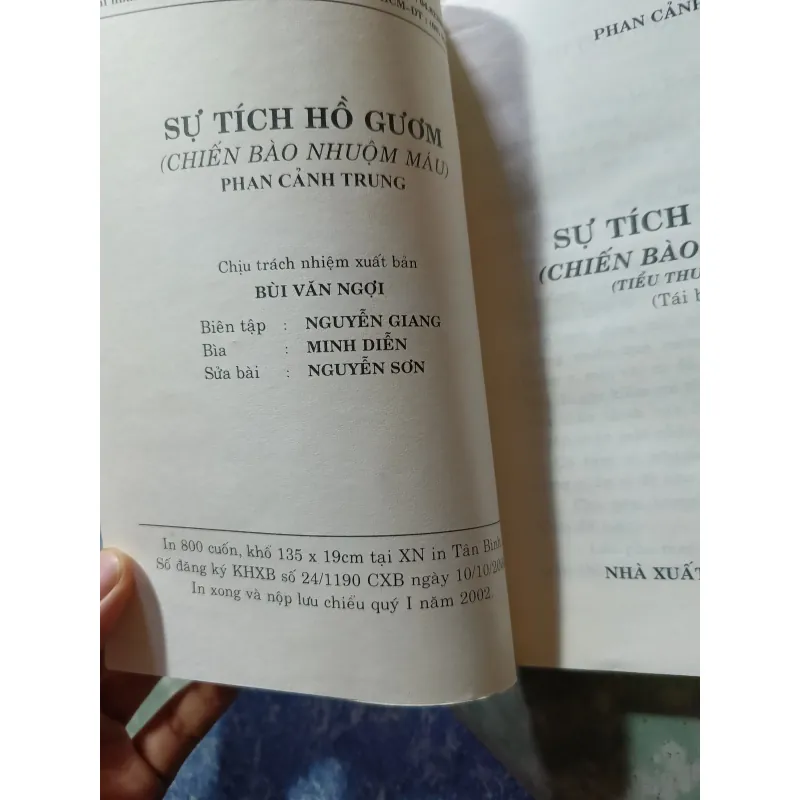 SỰ TÍCH HỒ GƯƠM
(CHIẾN BÀO NHUỘM MÁU)
PHAN CẢNH TRUNG
Chịu trách nhiệm xuất bản
BÙI VĂN NGỢI
Biên tập : NGUYỄN GIANG
Bìa : MINH DIỄN
Sửa bài : NGUYỄN SƠN
In 800 cuốn, khổ 135 x 19cm tại XN in Tân Bình
Số đăng ký KHXB số 24/1190 CXB ngày 10/10/
In xong và nộp lưu chiểu quý I năm 2002.
PHAN CẢNH
SỰ TÍCH
(CHIẾN BÀO
(TIỂU THU
(Tái b
NHÀ XUẤT